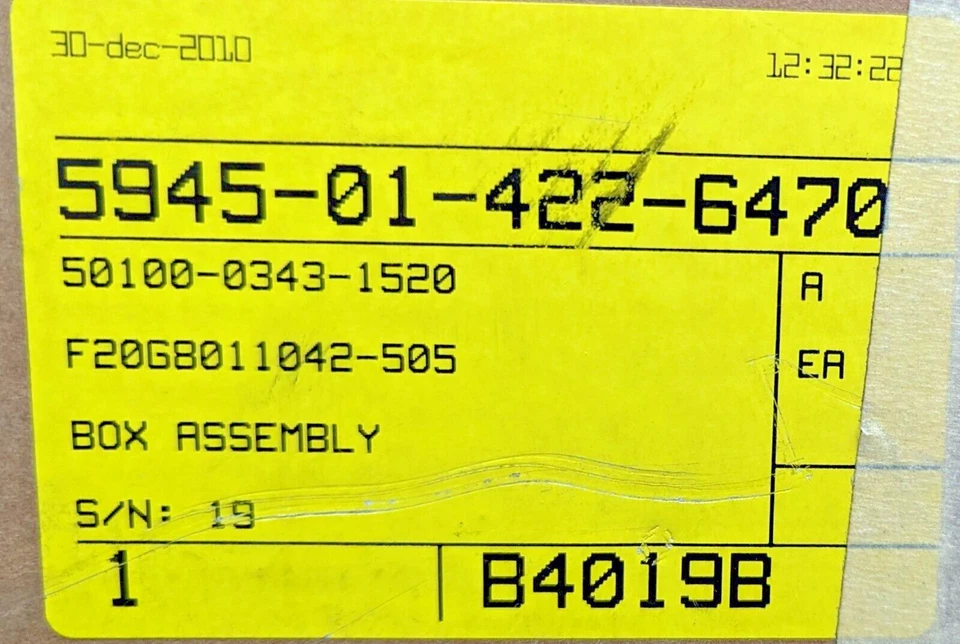 30-dec-2010 12:32:22
5945-01-422-6470
50100-0343-1520 A
F20G8011042-505 EA
BOX ASSEMBLY
S/N: 19
1 B4019B